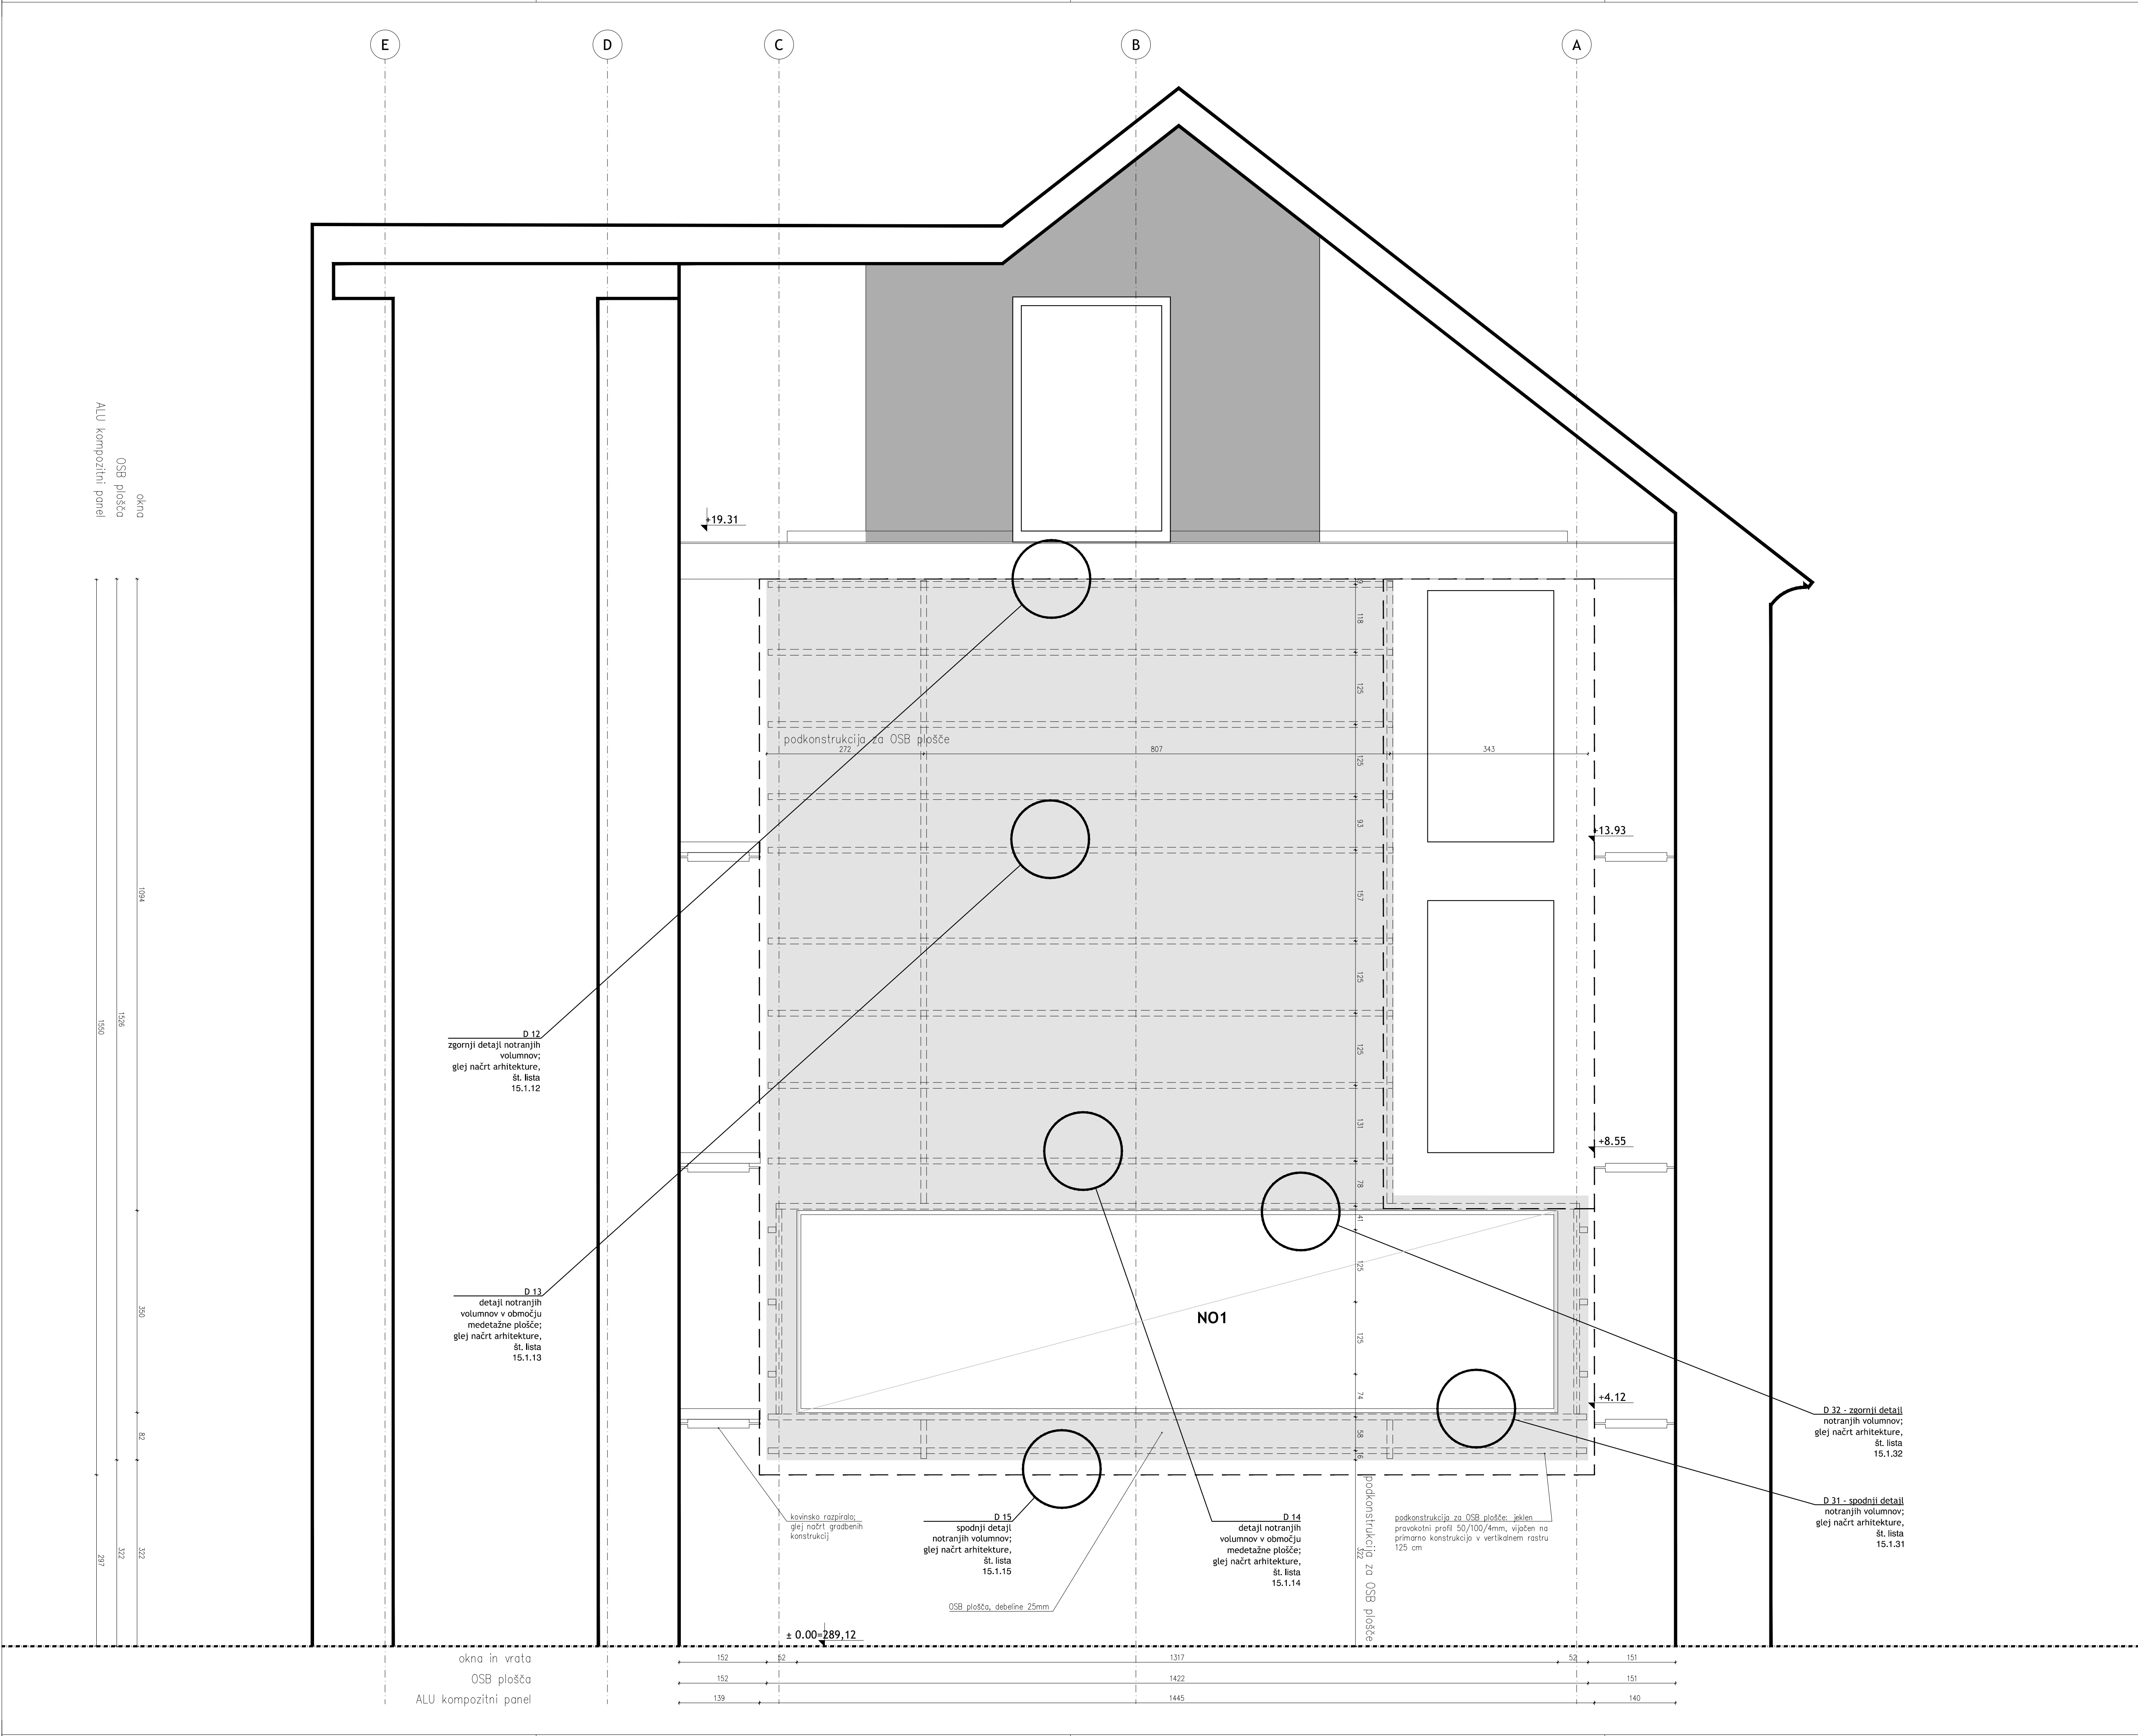 E
D
C
B
A
ALU kompozitni panel
OSB plošča
okna
+19.31
podkonstrukcija za OSB plošče
272
807
343
9
118
125
125
93
157
125
125
131
78
41
125
125
74
58
16
322
podkonstrukcija za OSB plošče
+13.93
+8.55
+4.12
1094
350
82
322
1526
322
1550
297
D 12
zgornji detajl notranjih
volumnov;
glej načrt arhitekture,
št. lista
15.1.12
D 13
detajl notranjih
volumnov v območju
medetažne plošče;
glej načrt arhitekture,
št. lista
15.1.13
NO1
D 32 - zgornji detajl
notranjih volumnov;
glej načrt arhitekture,
št. lista
15.1.32
D 31 - spodnji detajl
notranjih volumnov;
glej načrt arhitekture,
št. lista
15.1.31
kovinsko razpiralo;
glej načrt gradbenih
konstrukcij
D 15
spodnji detajl
notranjih volumnov;
glej načrt arhitekture,
št. lista
15.1.15
D 14
detajl notranjih
volumnov v območju
medetažne plošče;
glej načrt arhitekture,
št. lista
15.1.14
podkonstrukcija za OSB plošče: jeklen
pravokotni profil 50/100/4mm, vijačen na
primarno konstrukcijo v vertikalnem rastru
125 cm
OSB plošča, debeline 25mm
± 0.00=289,12
okna in vrata
152
52
1317
52
151
OSB plošča
152
1422
151
ALU kompozitni panel
139
1445
140